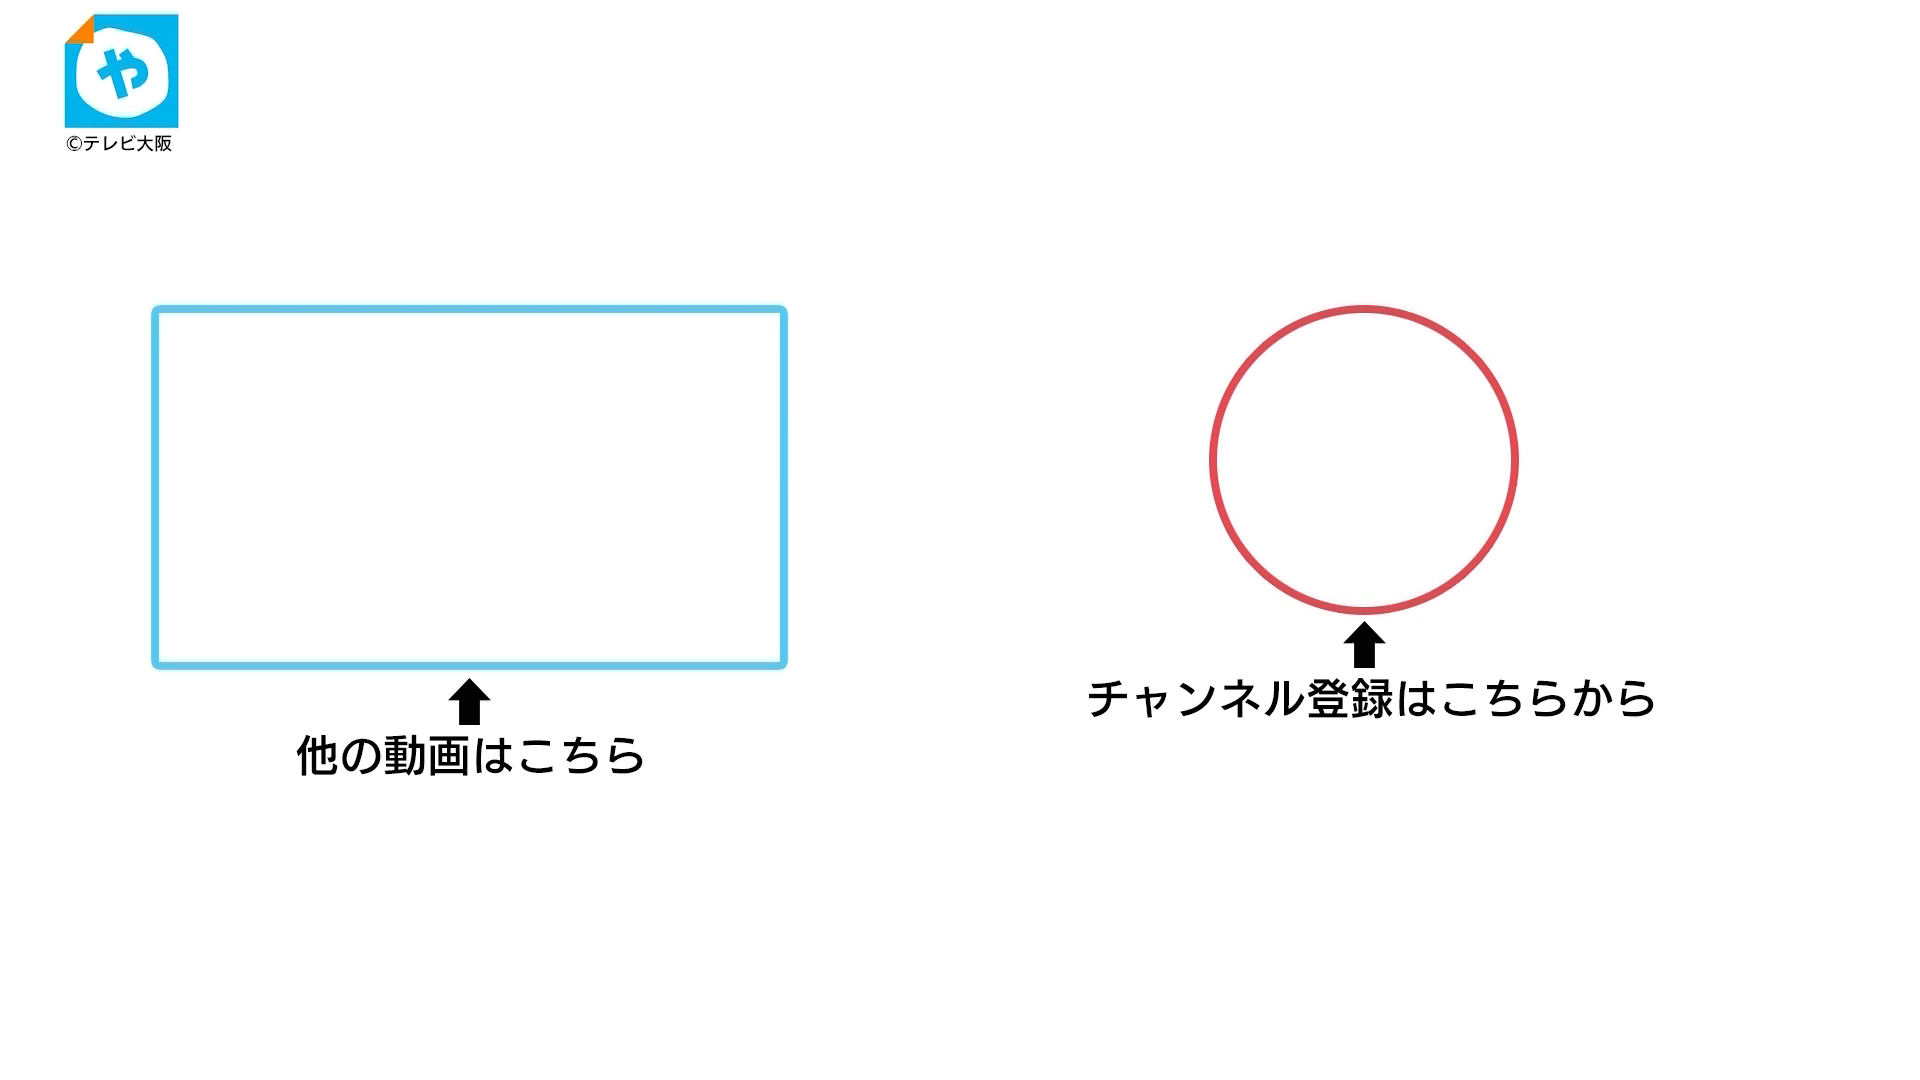 や
©テレビ大阪
他の動画はこちら
チャンネル登録はこちらから